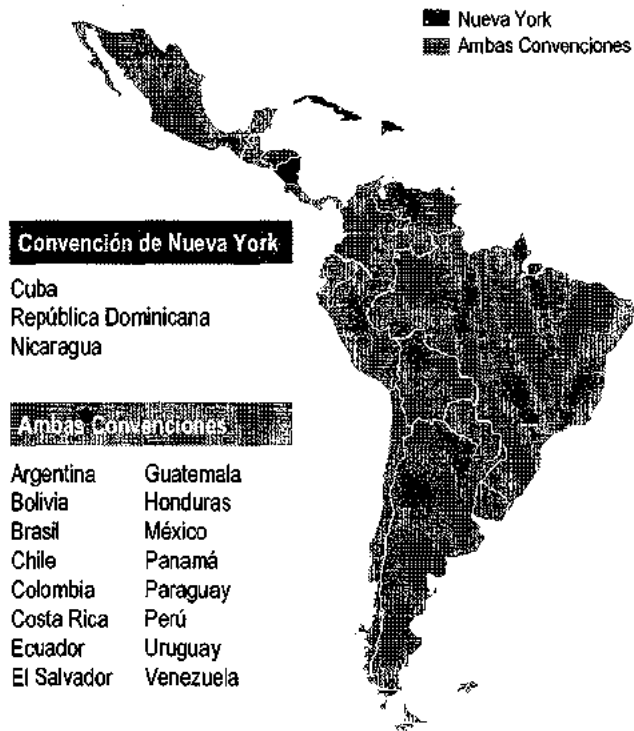 Nueva York
Ambas Convenciones
Convención de Nueva York
Cuba
República Dominicana
Nicaragua
Ambas Convenciones
Argentina Guatemala
Bolivia Honduras
Brasil México
Chile Panamá
Colombia Paraguay
Costa Rica Perú
Ecuador Uruguay
El Salvador Venezuela